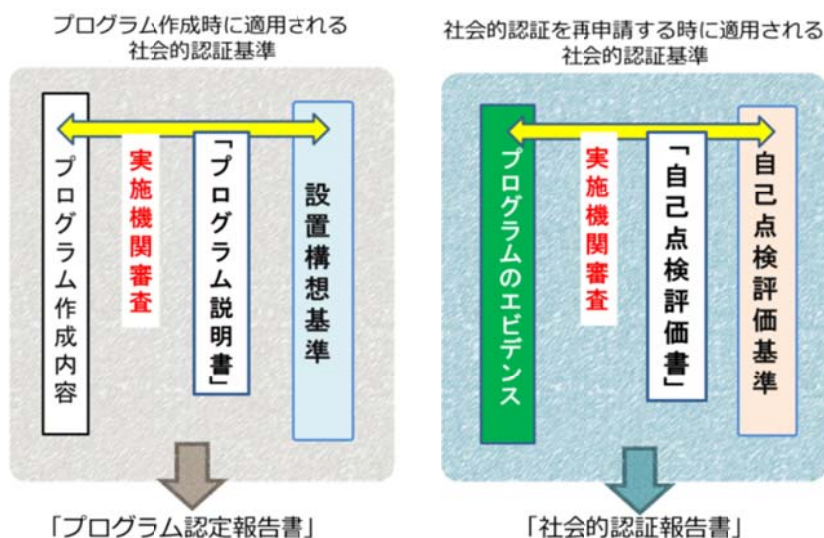 プログラム作成時に適用される
社会的認証基準
プログラム作成内容
実施機関審査
「プログラム説明書」
設置構想基準
「プログラム認定報告書」
社会的認証を再申請する時に適用される
社会的認証基準
プログラムのエビデンス
実施機関審査
「自己点検評価書」
自己点検評価基準
「社会的認証報告書」